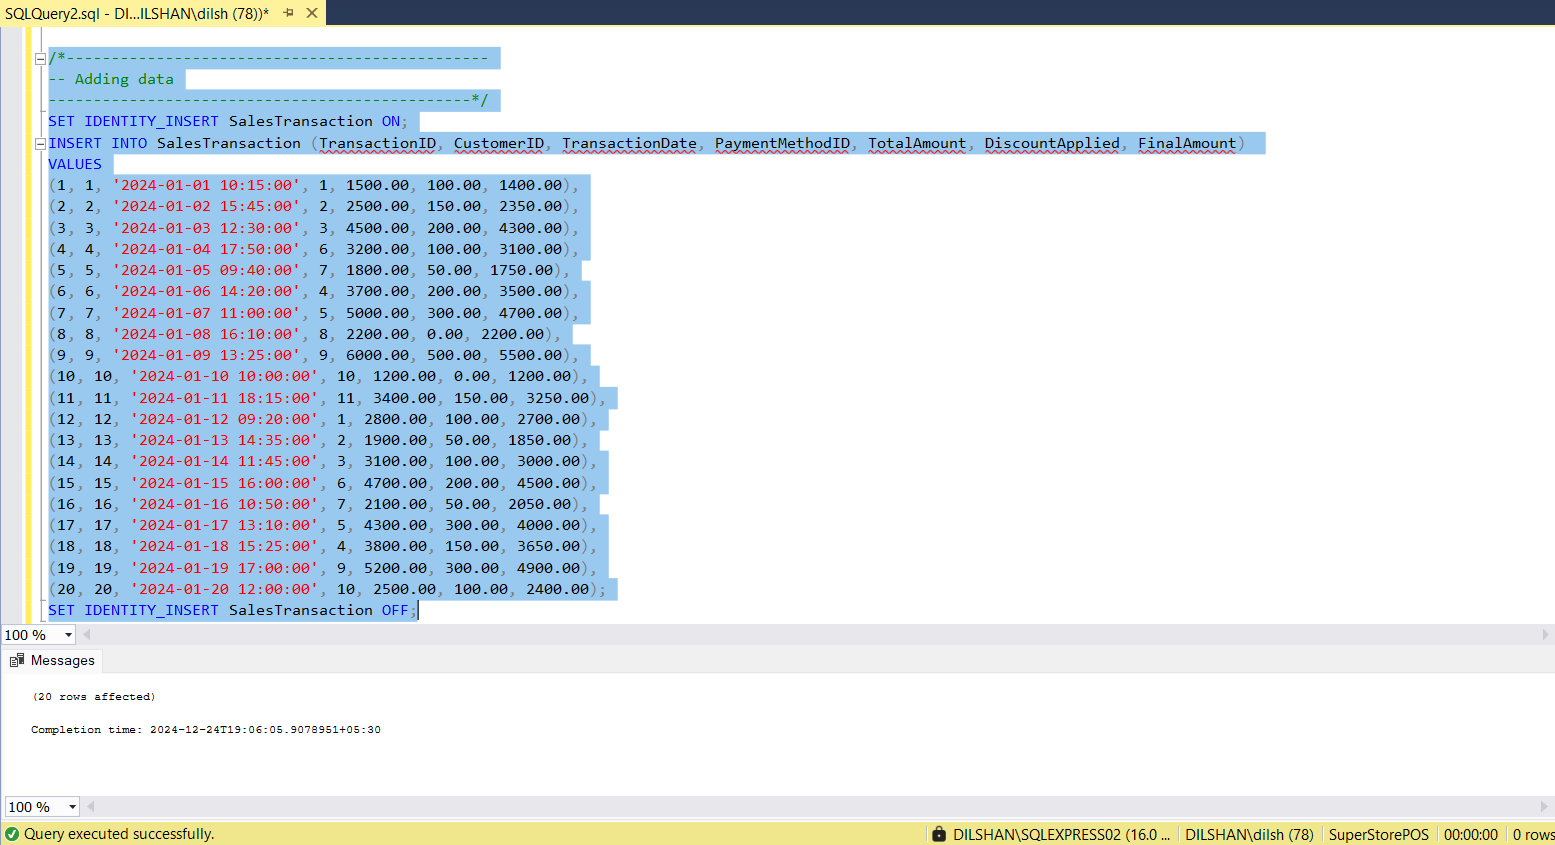 SQLQuery2.sql - DI...ILSHAN\dilsh (78))*
/*-----------------------------------------------
-- Adding data
-----------------------------------------------*/
SET IDENTITY_INSERT SalesTransaction ON;
INSERT INTO SalesTransaction (TransactionID, CustomerID, TransactionDate, PaymentMethodID, TotalAmount, DiscountApplied, FinalAmount)
VALUES
(1, 1, '2024-01-01 10:15:00', 1, 1500.00, 100.00, 1400.00),
(2, 2, '2024-01-02 15:45:00', 2, 2500.00, 150.00, 2350.00),
(3, 3, '2024-01-03 12:30:00', 3, 4500.00, 200.00, 4300.00),
(4, 4, '2024-01-04 17:50:00', 6, 3200.00, 100.00, 3100.00),
(5, 5, '2024-01-05 09:40:00', 7, 1800.00, 50.00, 1750.00),
(6, 6, '2024-01-06 14:20:00', 4, 3700.00, 200.00, 3500.00),
(7, 7, '2024-01-07 11:00:00', 5, 5000.00, 300.00, 4700.00),
(8, 8, '2024-01-08 16:10:00', 8, 2200.00, 0.00, 2200.00),
(9, 9, '2024-01-09 13:25:00', 9, 6000.00, 500.00, 5500.00),
(10, 10, '2024-01-10 10:00:00', 10, 1200.00, 0.00, 1200.00),
(11, 11, '2024-01-11 18:15:00', 11, 3400.00, 150.00, 3250.00),
(12, 12, '2024-01-12 09:20:00', 1, 2800.00, 100.00, 2700.00),
(13, 13, '2024-01-13 14:35:00', 2, 1900.00, 50.00, 1850.00),
(14, 14, '2024-01-14 11:45:00', 3, 3100.00, 100.00, 3000.00),
(15, 15, '2024-01-15 16:00:00', 6, 4700.00, 200.00, 4500.00),
(16, 16, '2024-01-16 10:50:00', 7, 2100.00, 50.00, 2050.00),
(17, 17, '2024-01-17 13:10:00', 5, 4300.00, 300.00, 4000.00),
(18, 18, '2024-01-18 15:25:00', 4, 3800.00, 150.00, 3650.00),
(19, 19, '2024-01-19 17:00:00', 9, 5200.00, 300.00, 4900.00),
(20, 20, '2024-01-20 12:00:00', 10, 2500.00, 100.00, 2400.00);
SET IDENTITY_INSERT SalesTransaction OFF;
100 %
Messages
(20 rows affected)
Completion time: 2024-12-24T19:06:05.9078951+05:30
100 %
Query executed successfully. DILSHAN\SQLEXPRESS02 (16.0 ... DILSHAN\dilsh (78) SuperStorePOS 00:00:00 0 rows